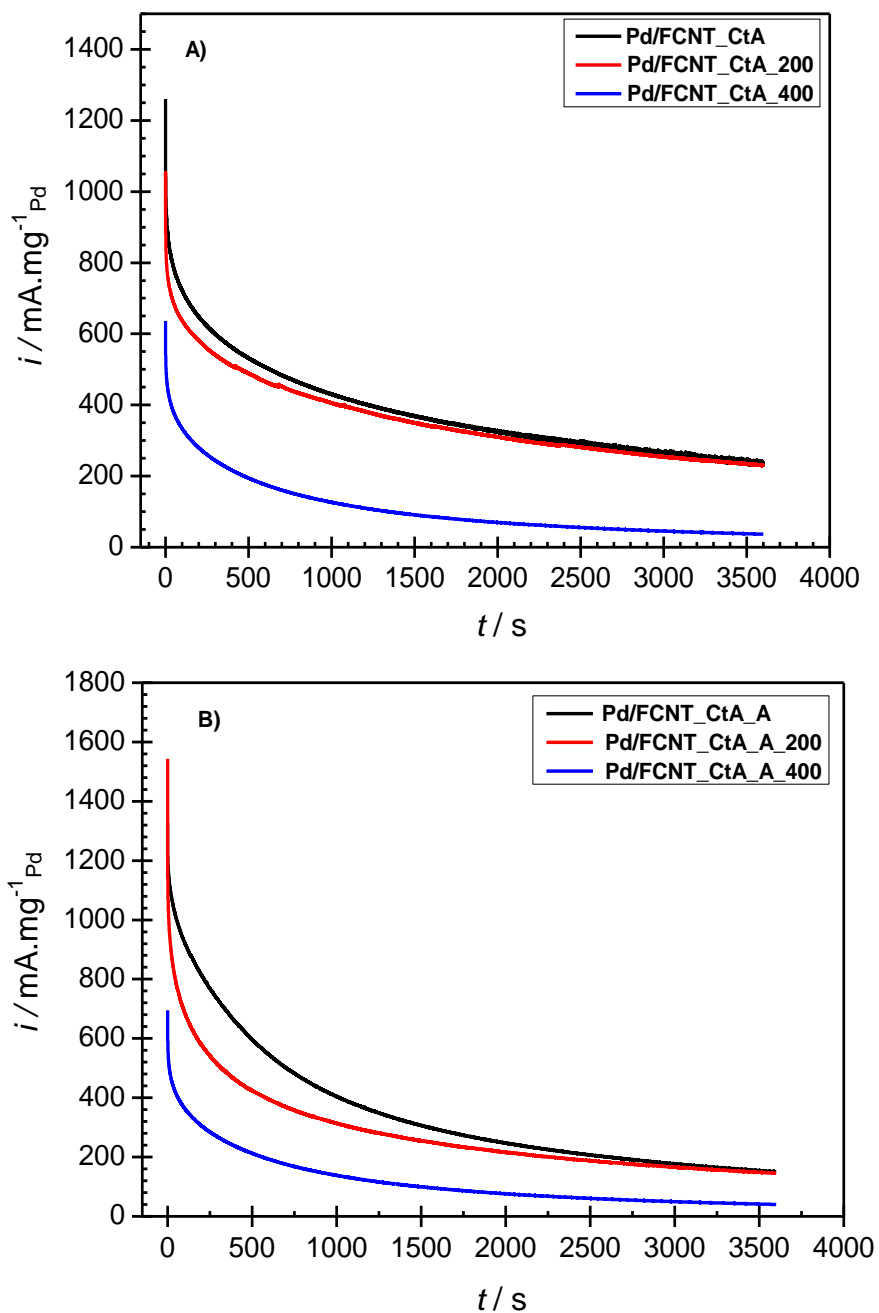 A)
Pd/FCNT_CtA
Pd/FCNT_CtA_200
Pd/FCNT_CtA_400
1400
1200
1000
800
600
400
200
0
i / mA.mg⁻¹Pd
0 500 1000 1500 2000 2500 3000 3500 4000
t / s
B)
Pd/FCNT_CtA_A
Pd/FCNT_CtA_A_200
Pd/FCNT_CtA_A_400
1800
1600
1400
1200
1000
800
600
400
200
0
i / mA.mg⁻¹Pd
0 500 1000 1500 2000 2500 3000 3500 4000
t / s